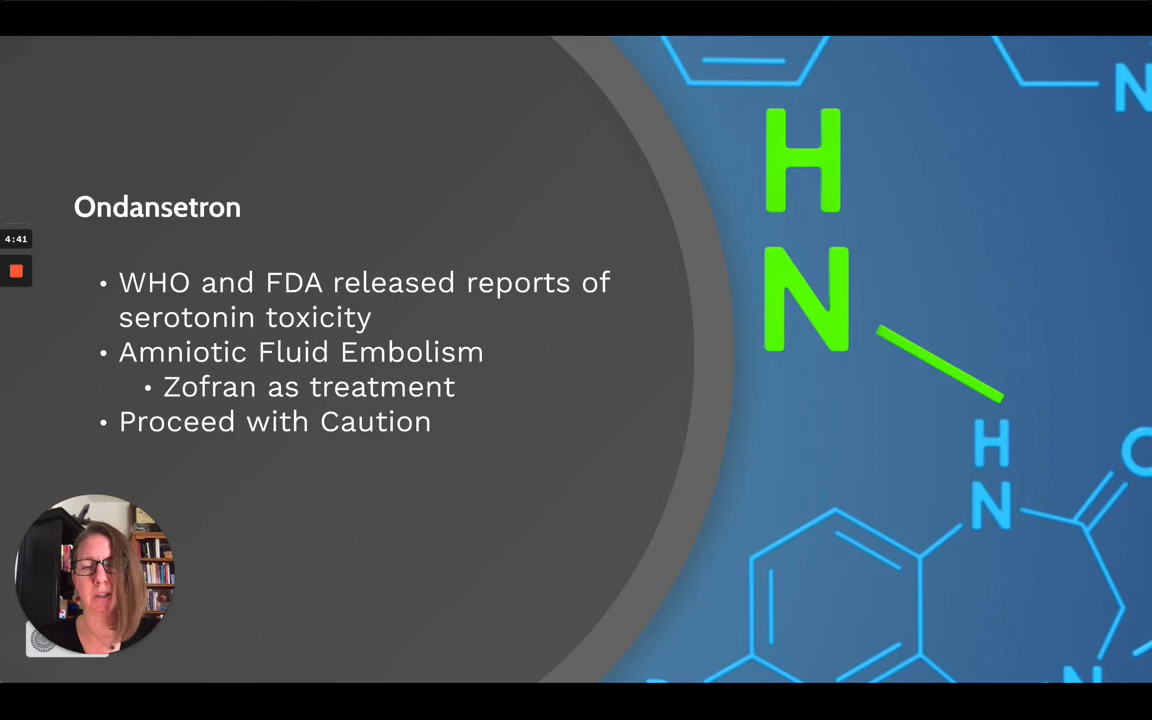 N
H
N
Ondansetron
4:41
• WHO and FDA released reports of
serotonin toxicity
• Amniotic Fluid Embolism
• Zofran as treatment
• Proceed with Caution
H
N
O
N